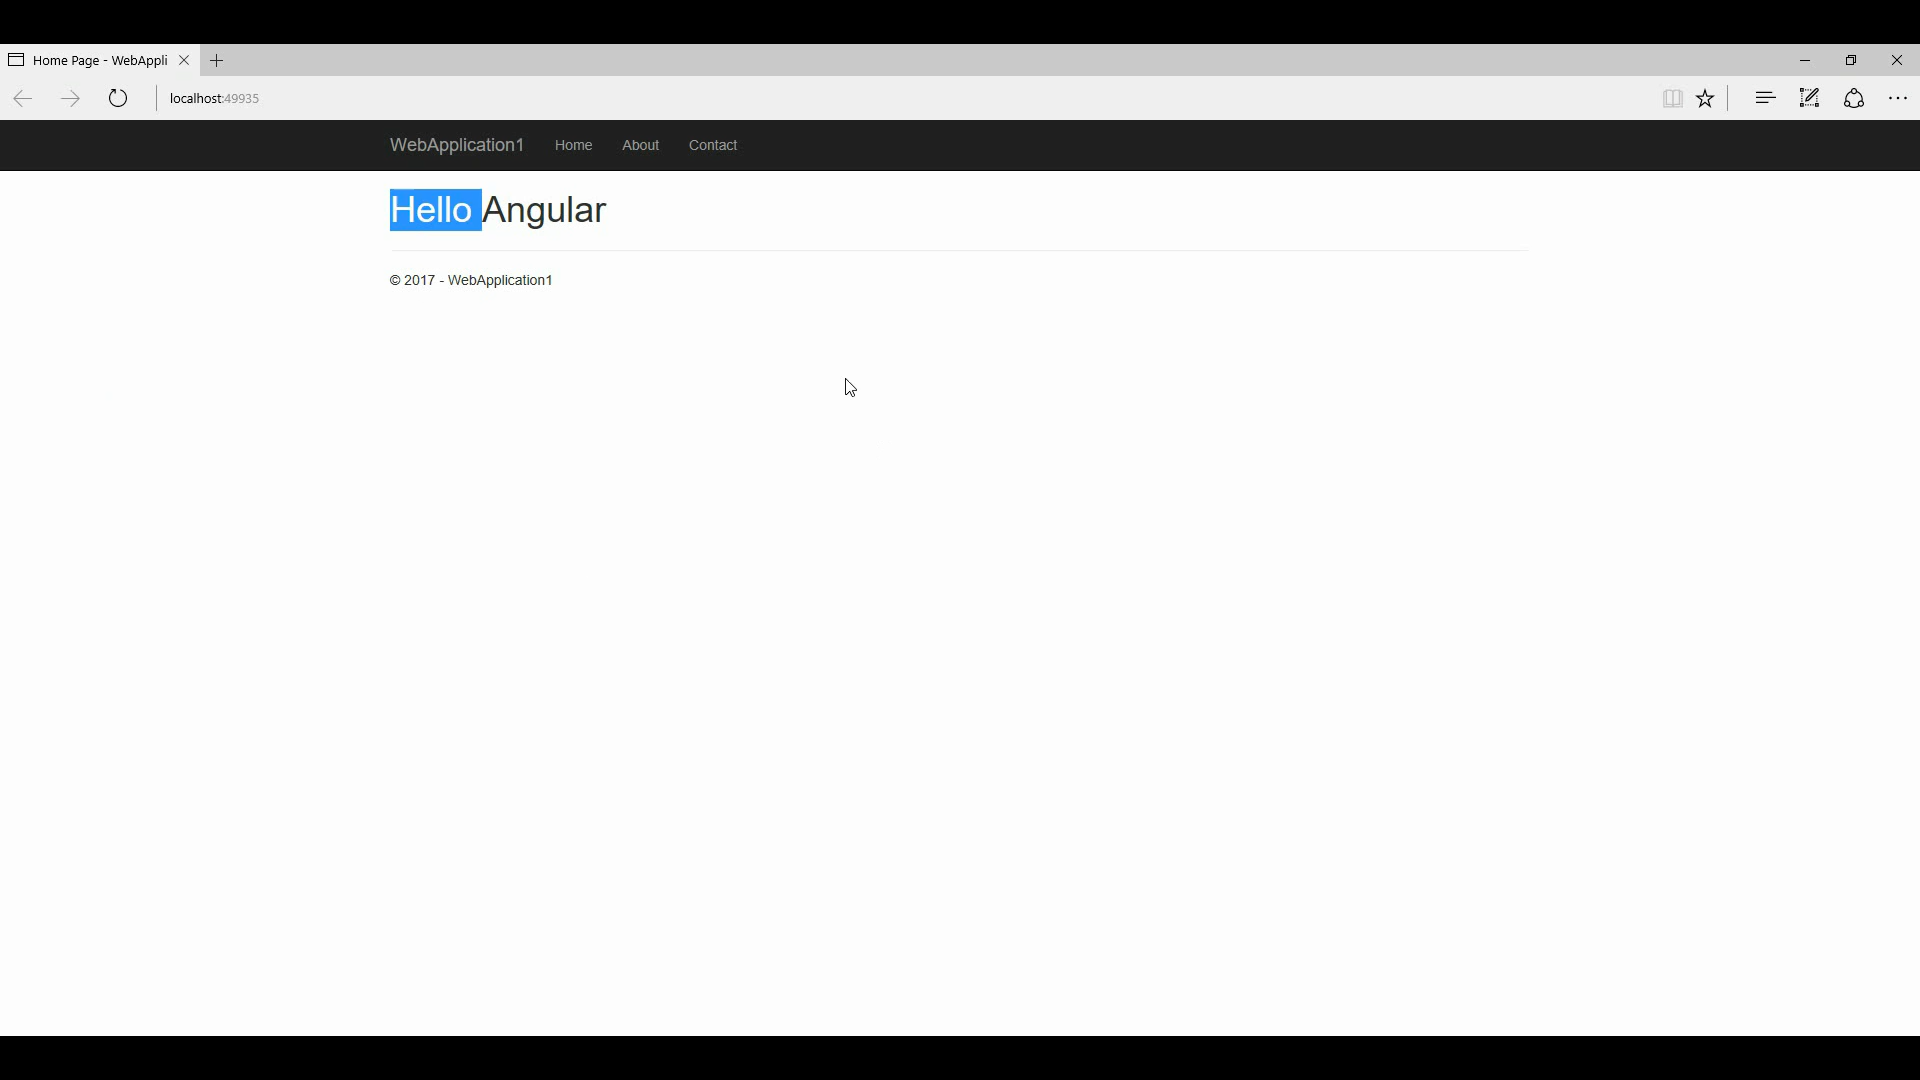 Home Page - WebAppli
localhost:49935
WebApplication1 Home About Contact
Hello Angular
© 2017 - WebApplication1